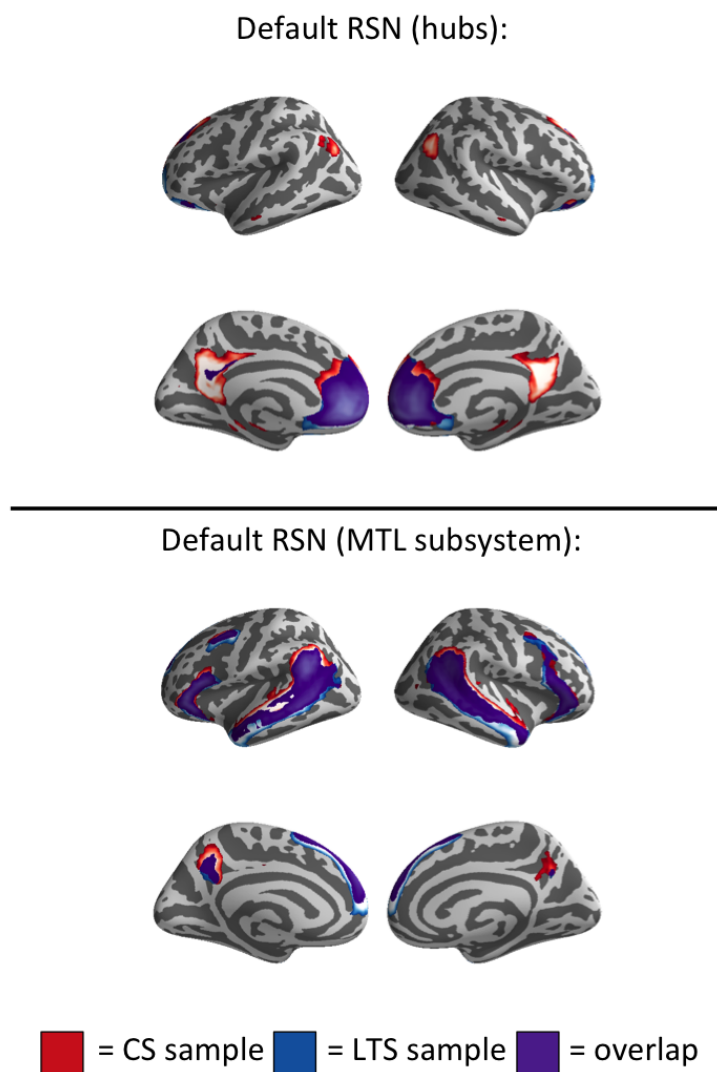 Default RSN (hubs):
Default RSN (MTL subsystem):
= CS sample = LTS sample = overlap